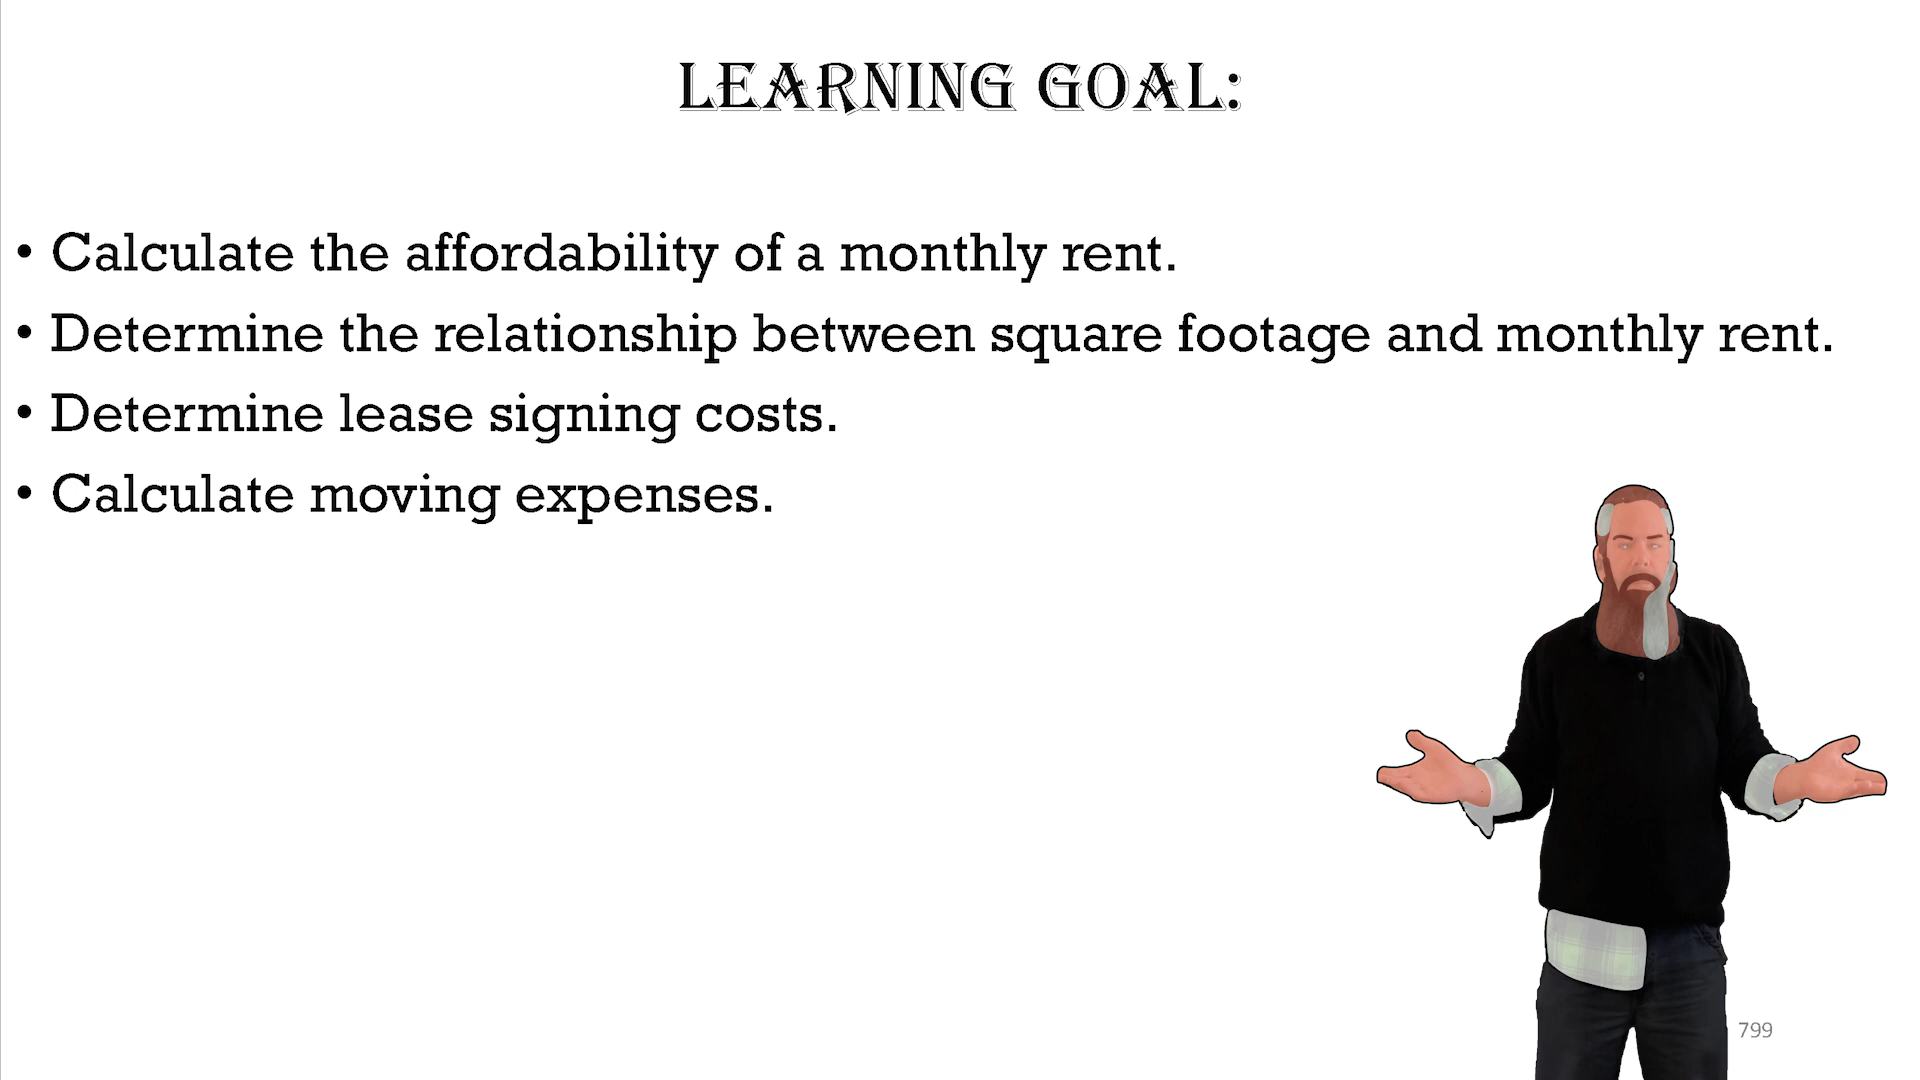 LEARNING GOAL:
• Calculate the affordability of a monthly rent.
• Determine the relationship between square footage and monthly rent.
• Determine lease signing costs.
• Calculate moving expenses.
799